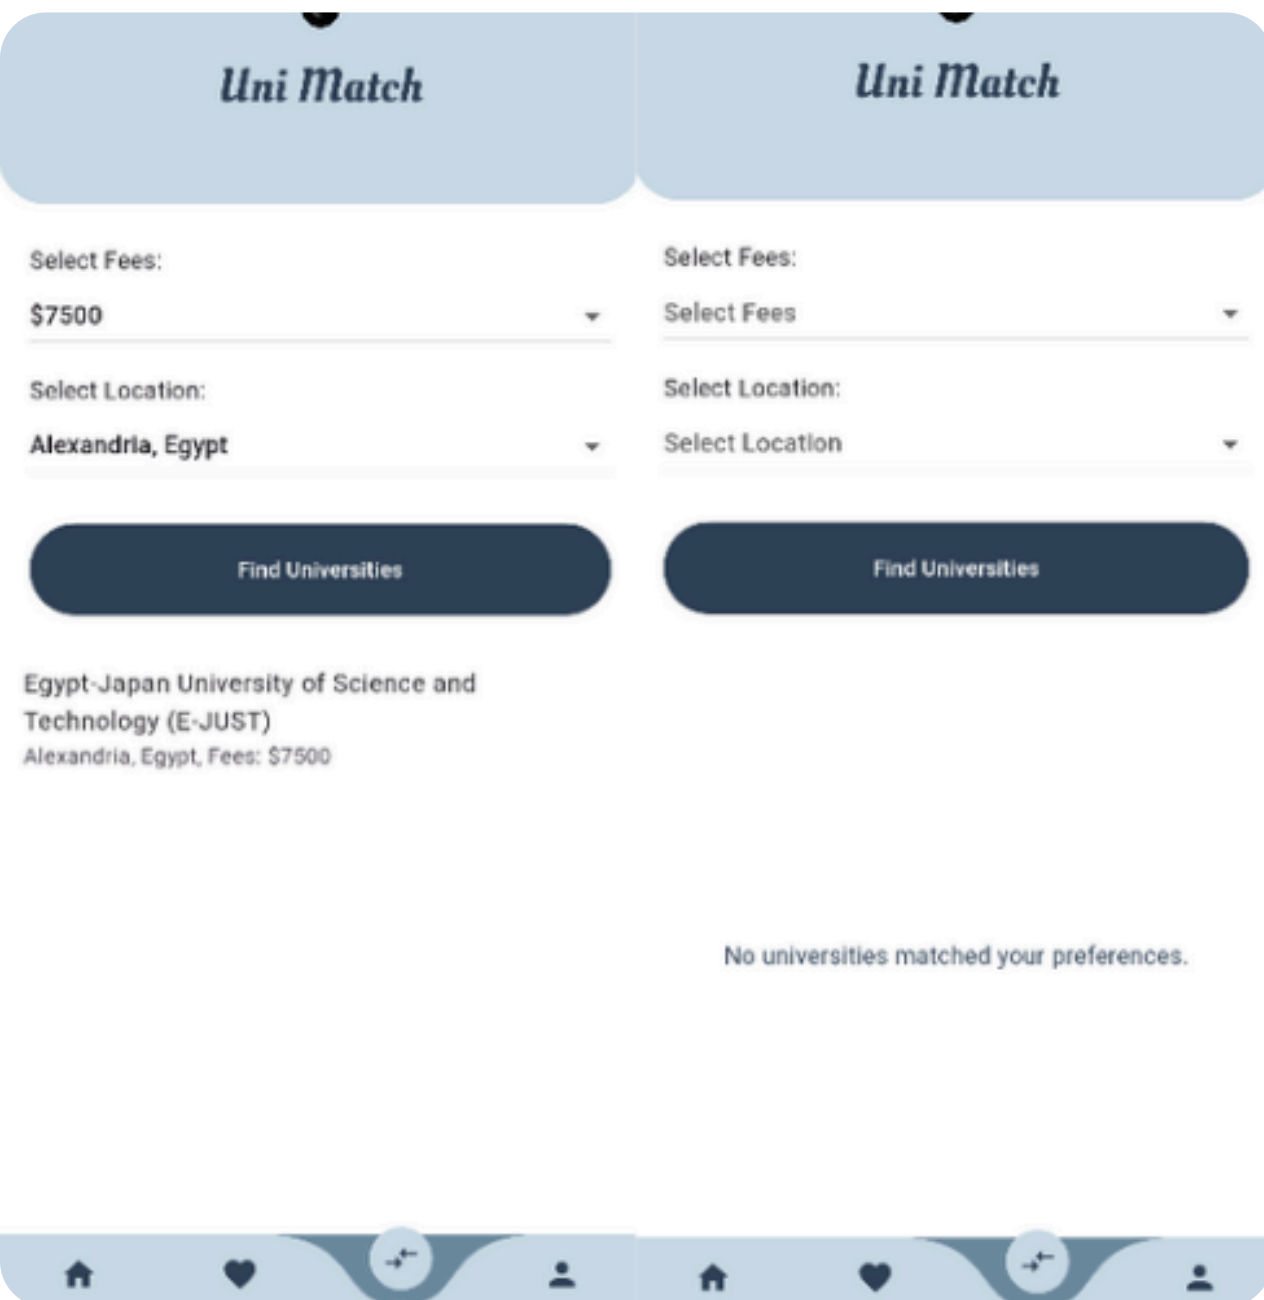 Uni Match
Select Fees:
$7500
Select Location:
Alexandria, Egypt
Find Universities
Egypt-Japan University of Science and
Technology (E-JUST)
Alexandria, Egypt, Fees: $7500
Uni Match
Select Fees:
Select Fees
Select Location:
Select Location
Find Universities
No universities matched your preferences.